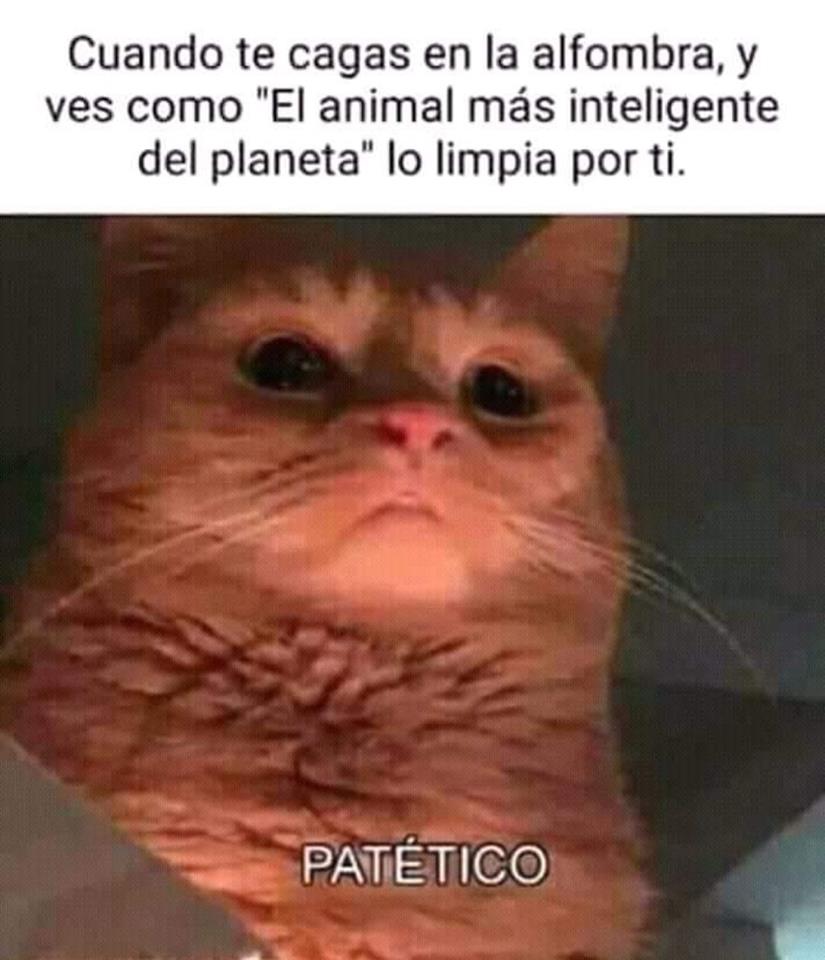 Cuando te cagas en la alfombra, y
ves como "El animal más inteligente
del planeta" lo limpia por ti.
PATÉTICO